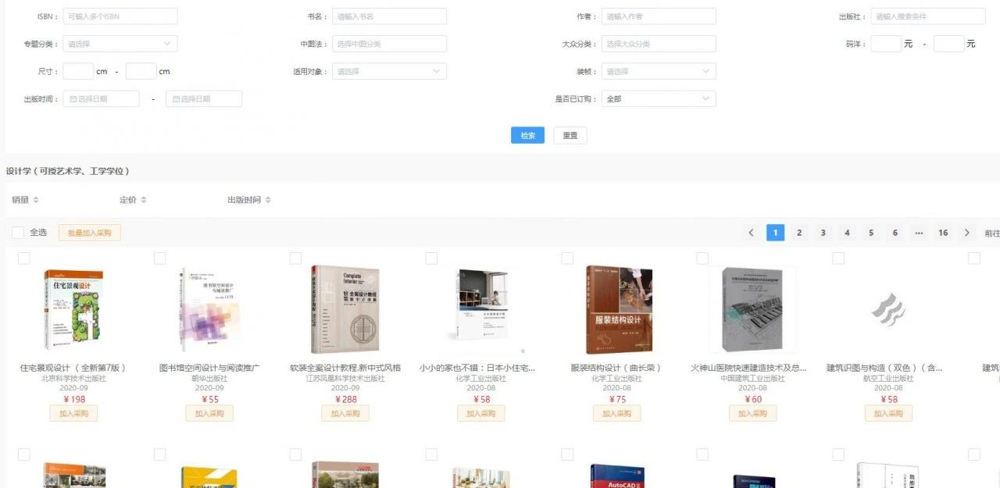 ISBN： 可输入多个ISBN 书名： 请输入书名 作者： 请输入作者 出版社： 请输入搜索条件
专题分类： 请选择 中图法： 选择中图分类 大众分类： 选择大众分类 码洋： 元 - 元
尺寸： cm - cm 适用对象： 请选择 装帧： 请选择
出版时间： 选择日期 - 选择日期 是否已订购： 全部
检索 重置
设计学（可授艺术学、工学学位）
销量 定价 出版时间
全选 批量加入采购 1 2 3 4 5 6 ... 16 前往
住宅景观设计
图书馆空间设计
与阅读推广
Complete
Interior
软装全案设计教程
服装结构设计
住宅景观设计（全新第7版） 图书馆空间设计与阅读推广 软装全案设计教程.新中式风格 小小的家也不错：日本小住宅... 服装结构设计（曲长荣） 火神山医院快速建造技术及总... 建筑识图与构造（双色）（含... 建筑
北京科学技术出版社 朝华出版社 江苏凤凰科学技术出版社 化学工业出版社 化学工业出版社 中国建筑工业出版社 航空工业出版社
2020-09 2020-09 2020-09 2020-08 2020-08 2020-08 2020-08
￥198 ￥55 ￥288 ￥58 ￥75 ￥60 ￥58
加入采购 加入采购 加入采购 加入采购 加入采购 加入采购 加入采购
AutoCAD